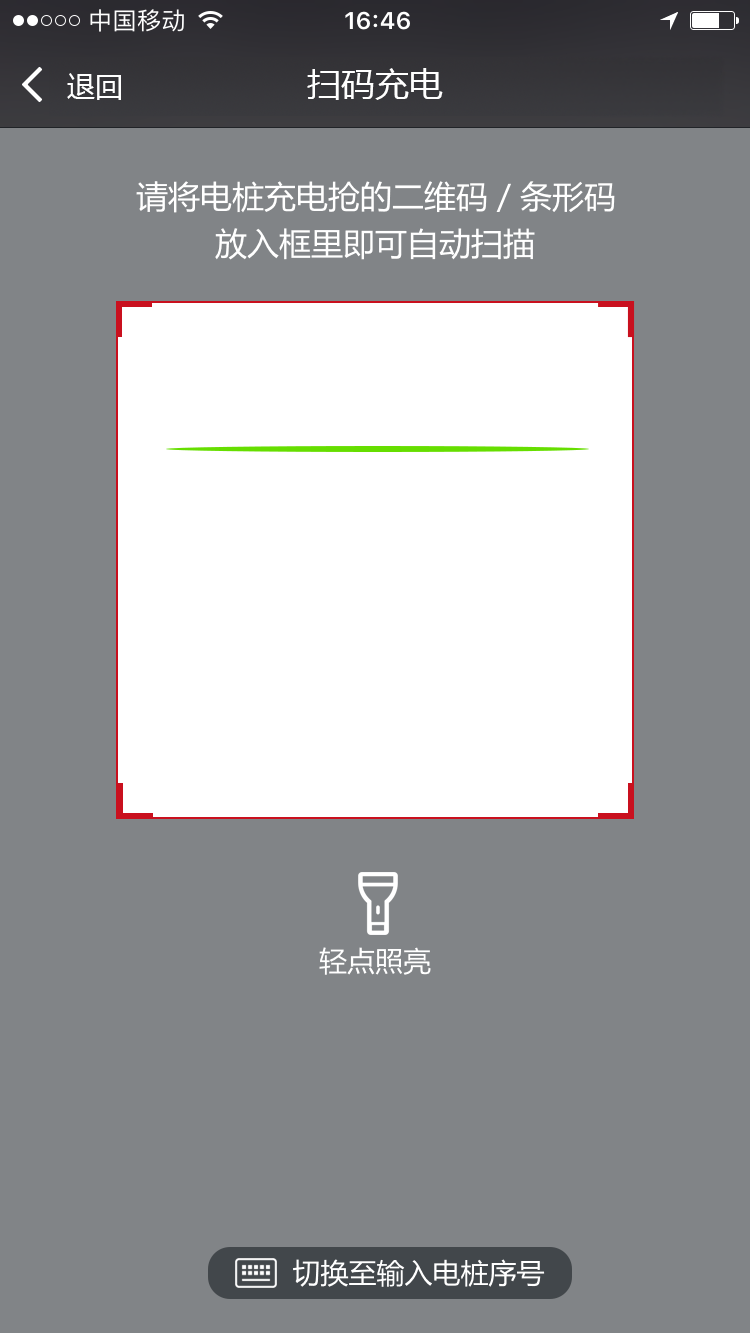 中国移动
16:46
退回
扫码充电
请将电桩充电抢的二维码 / 条形码
放入框里即可自动扫描
轻点照亮
切换至输入电桩序号